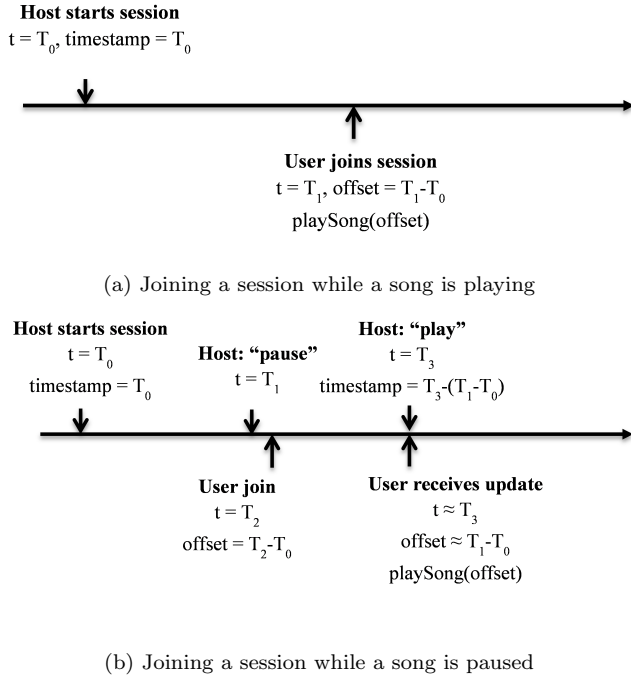 Host starts session
t = T₀, timestamp = T₀
User joins session
t = T₁, offset = T₁-T₀
playSong(offset)
(a) Joining a session while a song is playing
Host starts session
t = T₀
timestamp = T₀
Host: “pause”
t = T₁
Host: “play”
t = T₃
timestamp = T₃-(T₁-T₀)
User join
t = T₂
offset = T₂-T₀
User receives update
t ≈ T₃
offset ≈ T₁-T₀
playSong(offset)
(b) Joining a session while a song is paused